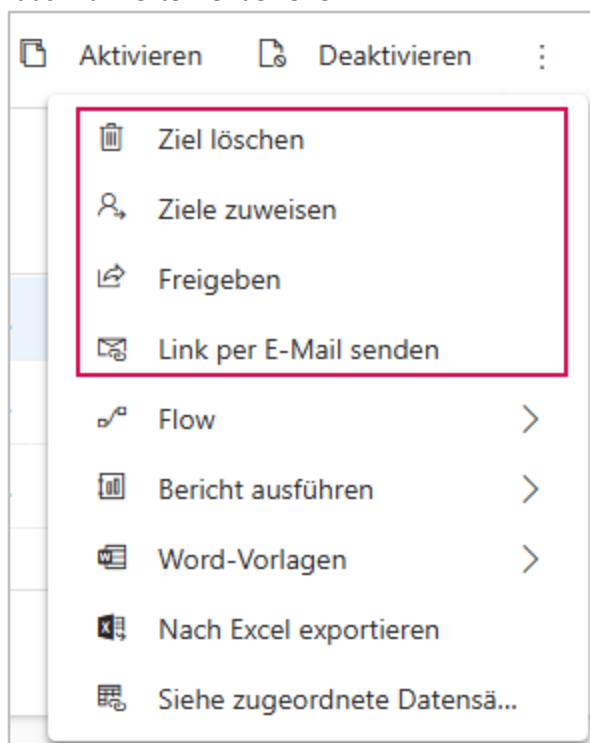 Aktivieren Deaktivieren
Ziel löschen
Ziele zuweisen
Freigeben
Link per E-Mail senden
Flow
Bericht ausführen
Word-Vorlagen
Nach Excel exportieren
Siehe zugeordnete Datensä...